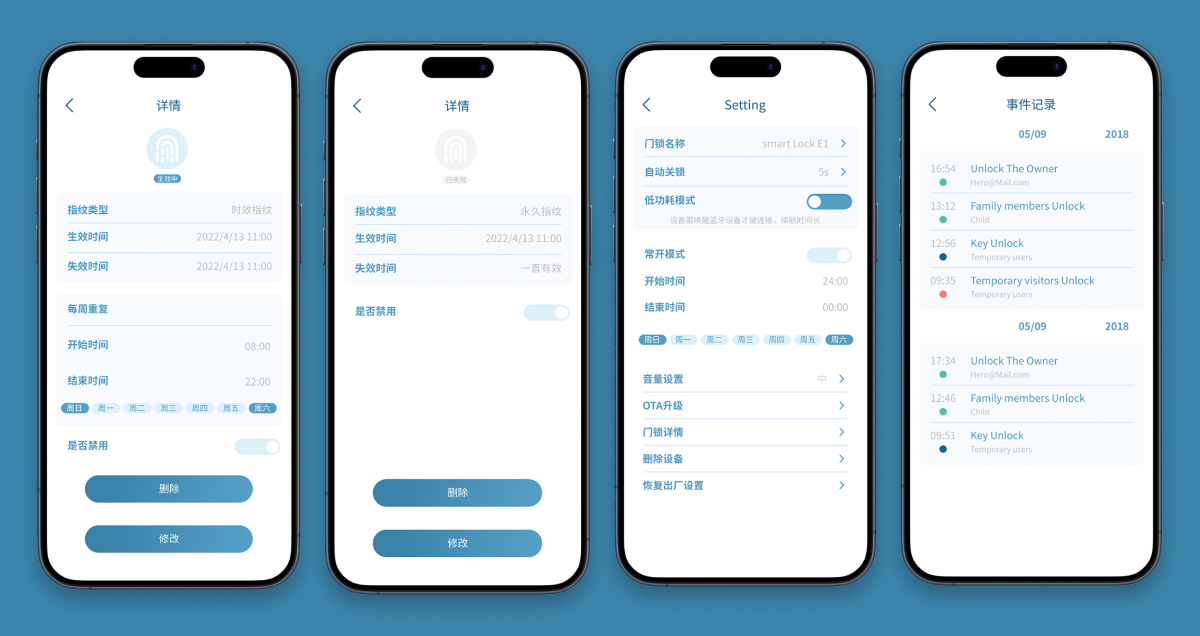 详情
生效中
指纹类型 时效指纹
生效时间 2022/4/13 11:00
失效时间 2022/4/13 11:00
每周重复
开始时间 08:00
结束时间 22:00
周日 周一 周二 周三 周四 周五 周六
是否禁用
删除
修改
详情
已失效
指纹类型 永久指纹
生效时间 2022/4/13 11:00
失效时间 一直有效
是否禁用
删除
修改
Setting
门锁名称 smart Lock E1
自动关锁 5s
低功耗模式
设备需唤醒蓝牙设备才被连接，续航时间长
常开模式
开始时间 24:00
结束时间 00:00
周日 周一 周二 周三 周四 周五 周六
音量设置 中
OTA升级
门锁详情
删除设备
恢复出厂设置
事件记录
05/09 2018
16:54 Unlock The Owner
Hero@Mail.com
13:12 Family members Unlock
Child
12:56 Key Unlock
Temporary users
09:35 Temporary visitors Unlock
Temporary users
05/09 2018
17:34 Unlock The Owner
Hero@Mail.com
12:46 Family members Unlock
Child
09:51 Key Unlock
Temporary users